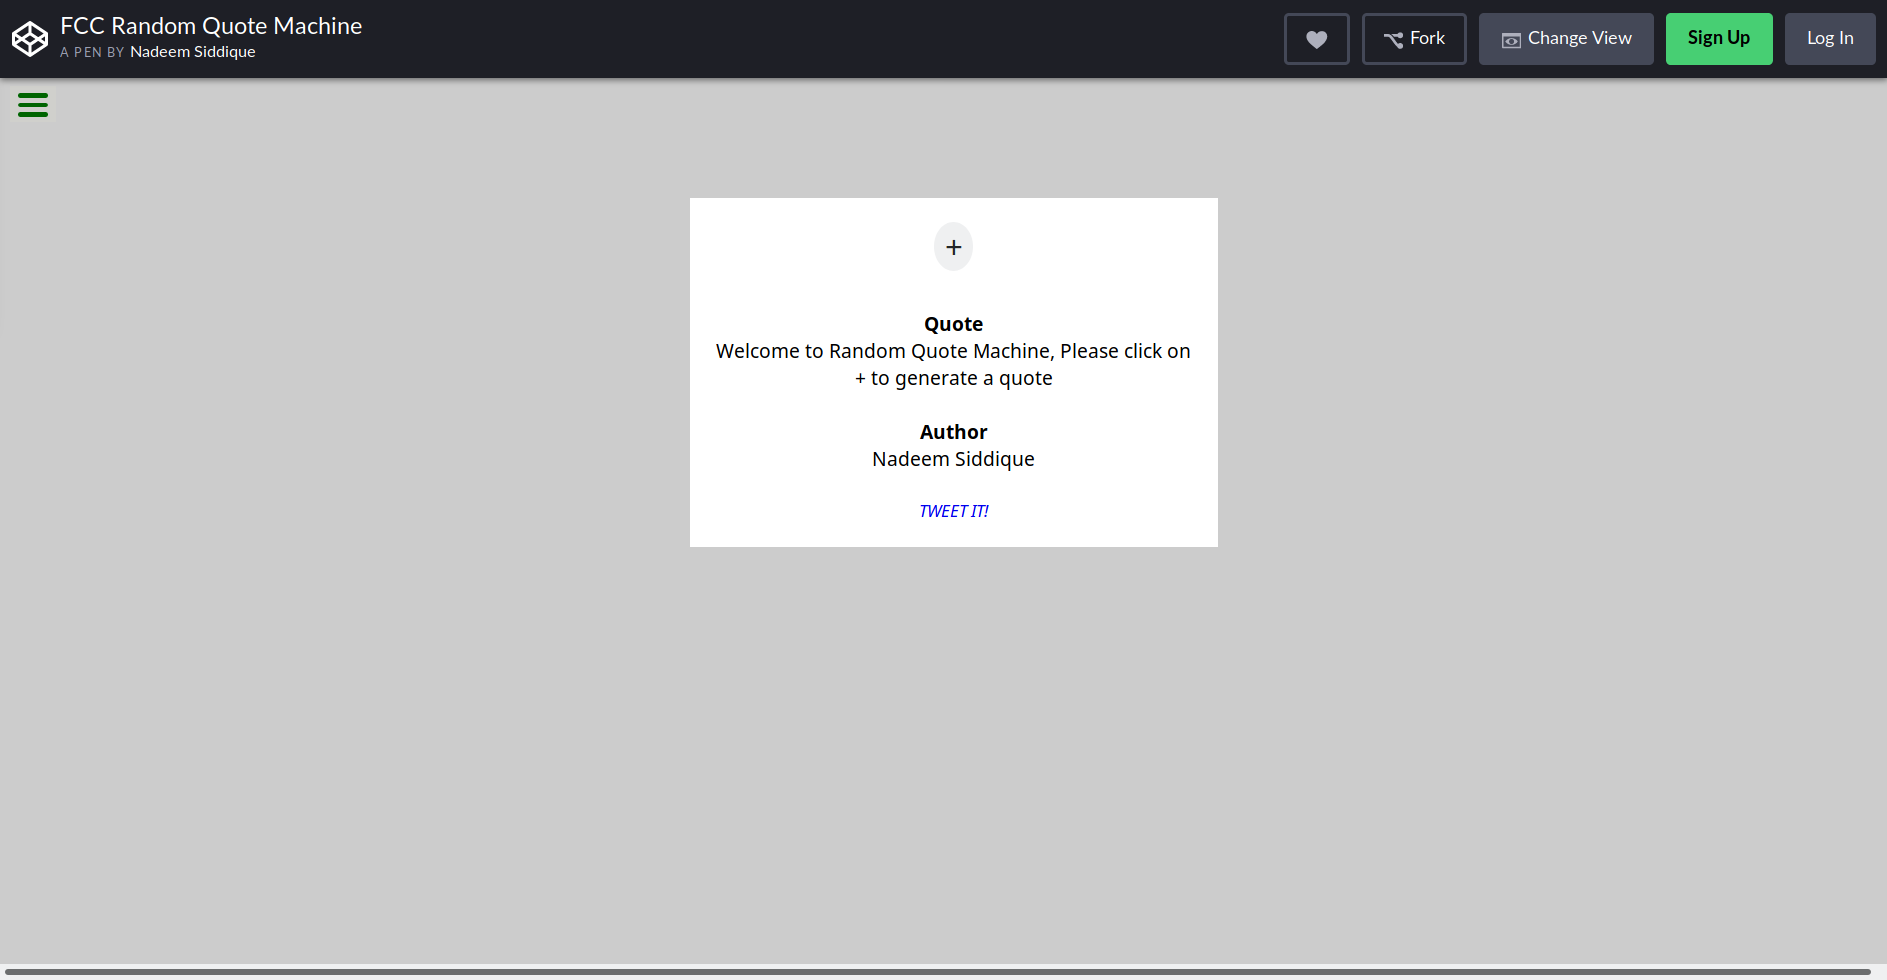 FCC Random Quote Machine
A PEN BY Nadeem Siddique
Fork
Change View
Sign Up
Log In
+
Quote
Welcome to Random Quote Machine, Please click on
+ to generate a quote
Author
Nadeem Siddique
TWEET IT!